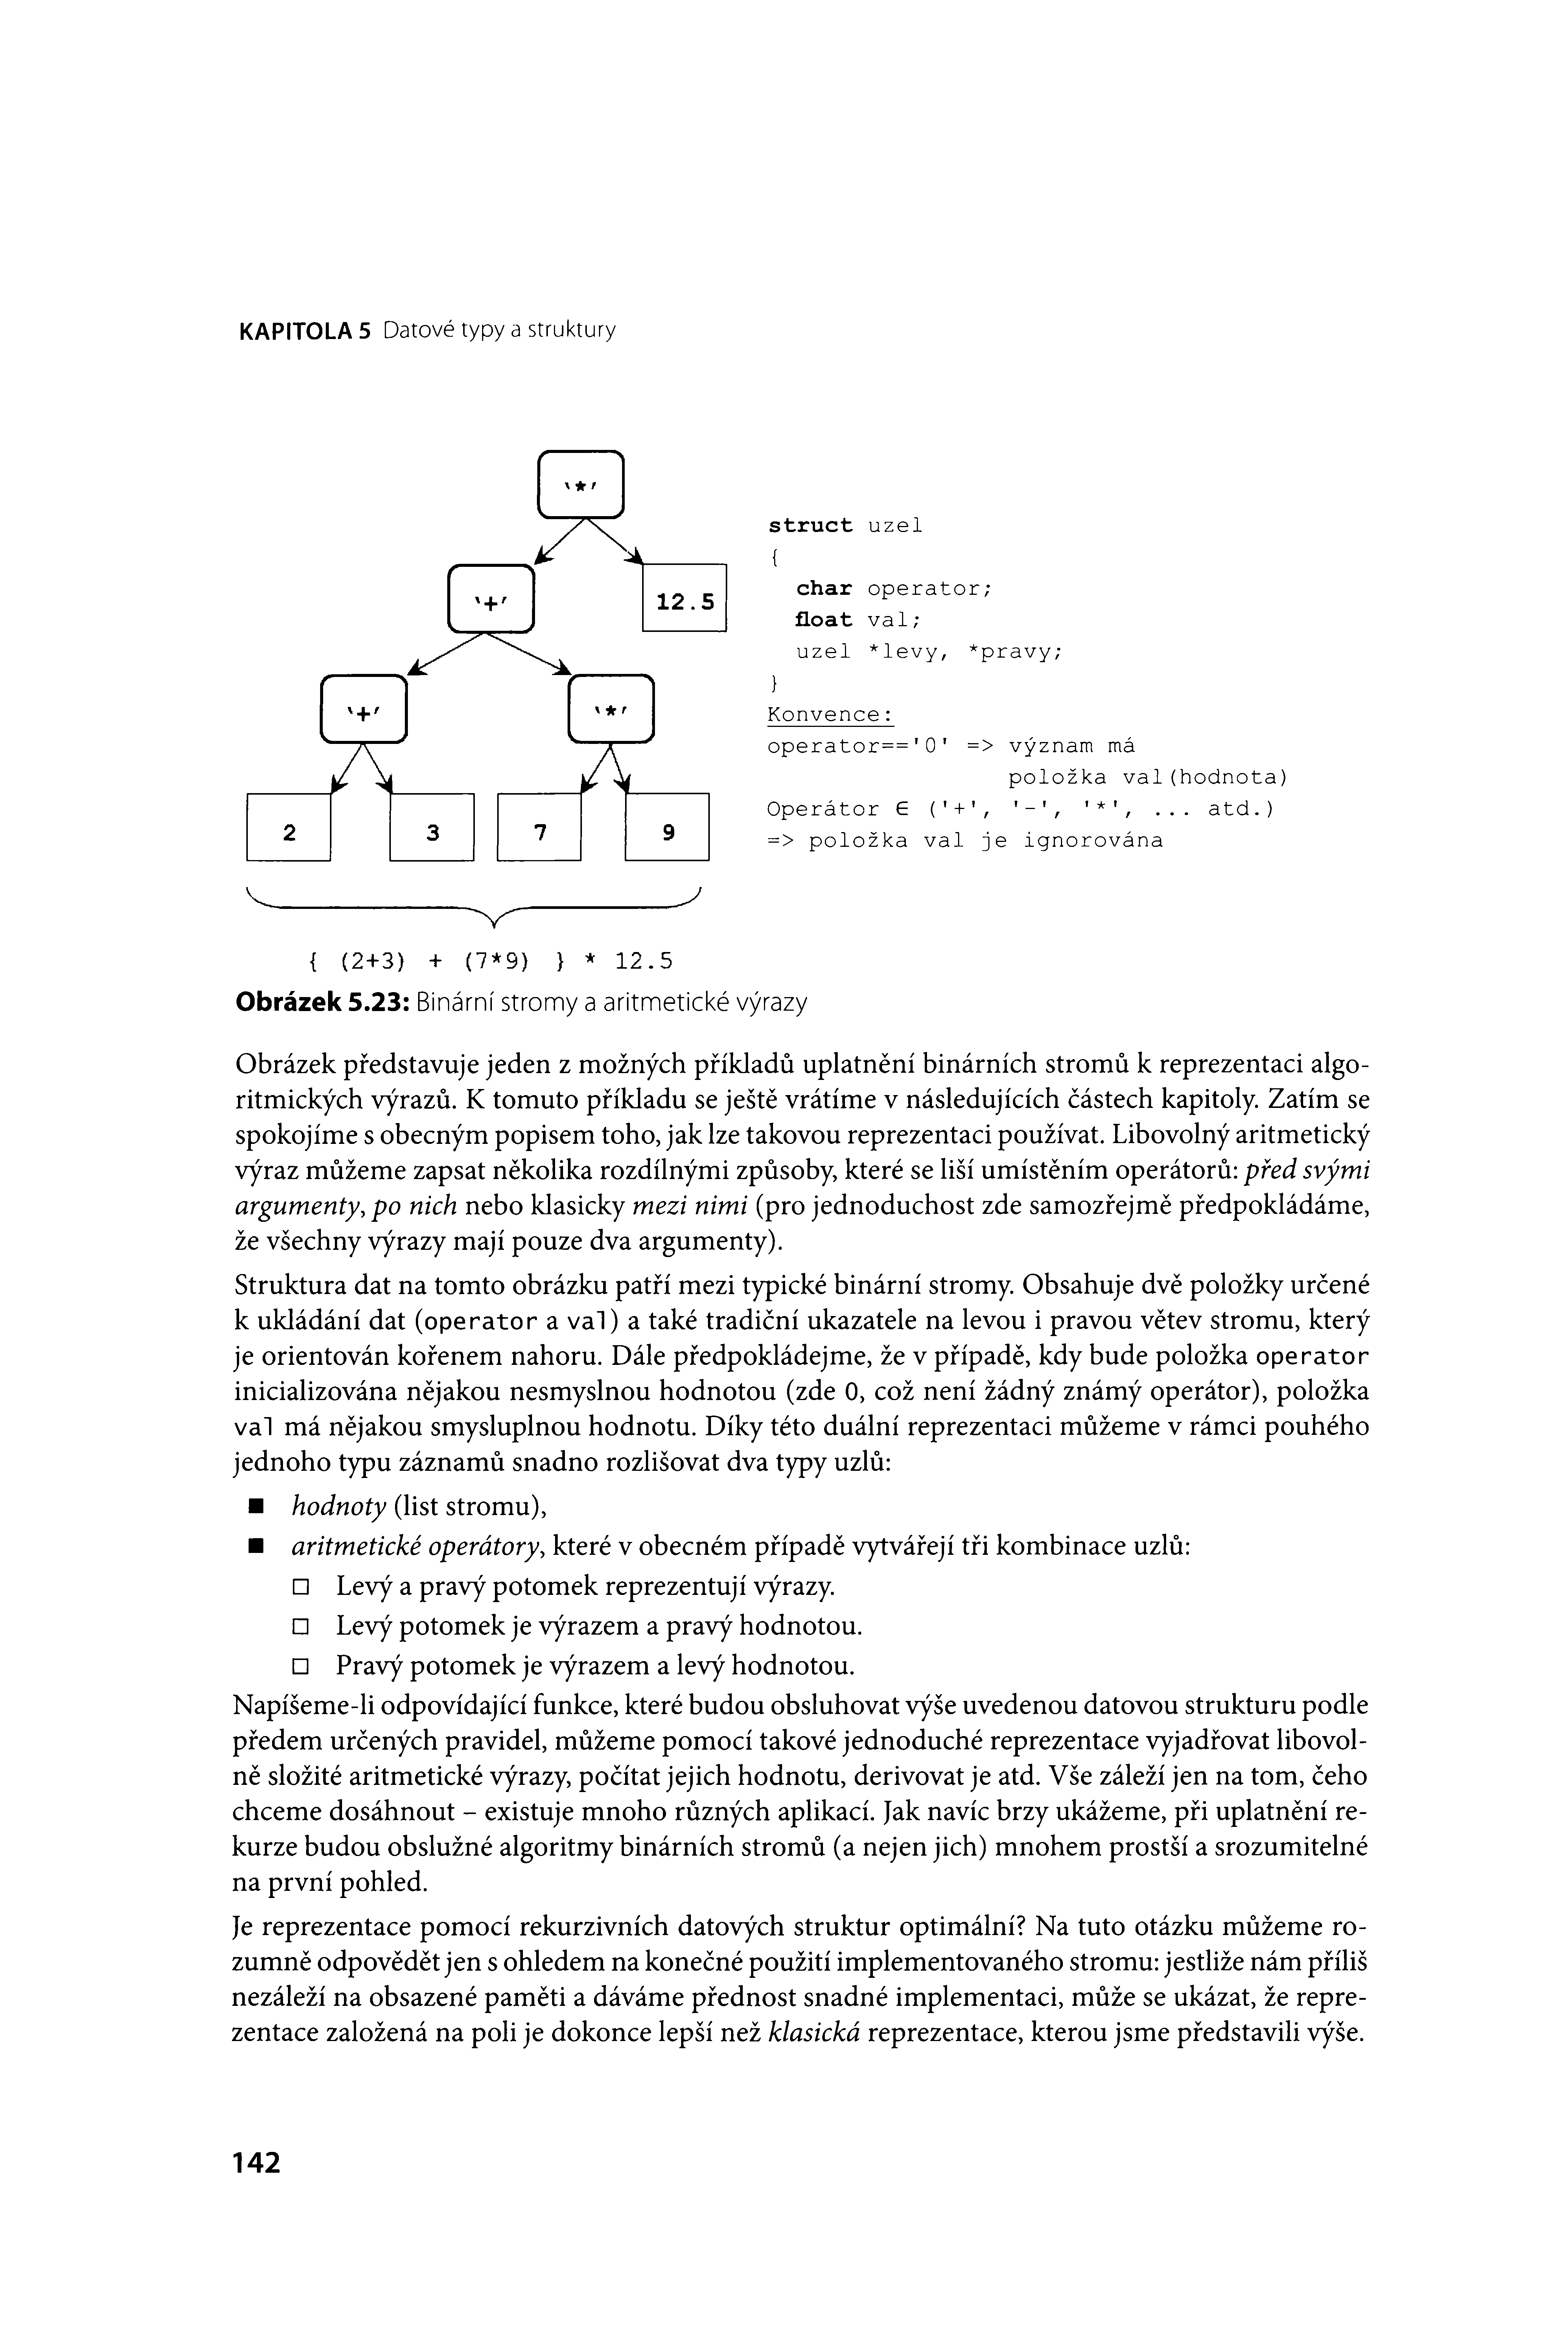 KAPITOLA 5 Datové typy a struktury
'*'
'+'
12.5
'+'
'*'
2
3
7
9
{ (2+3) + (7*9) } * 12.5
struct uzel
{
char operator;
float val;
uzel *levy, *pravy;
}
Konvence:
operator=='0' => význam má
položka val(hodnota)
Operátor ∈ ('+', '-', '*', ... atd.)
=> položka val je ignorována
Obrázek 5.23: Binární stromy a aritmetické výrazy
Obrázek představuje jeden z možných příkladů uplatnění binárních stromů k reprezentaci algo-
ritmických výrazů. K tomuto příkladu se ještě vrátíme v následujících částech kapitoly. Zatím se
spokojíme s obecným popisem toho, jak lze takovou reprezentaci používat. Libovolný aritmetický
výraz můžeme zapsat několika rozdílnými způsoby, které se liší umístěním operátorů: před svými
argumenty, po nich nebo klasicky mezi nimi (pro jednoduchost zde samozřejmě předpokládáme,
že všechny výrazy mají pouze dva argumenty).
Struktura dat na tomto obrázku patří mezi typické binární stromy. Obsahuje dvě položky určené
k ukládání dat (operator a val) a také tradiční ukazatele na levou i pravou větev stromu, který
je orientován kořenem nahoru. Dále předpokládejme, že v případě, kdy bude položka operator
inicializována nějakou nesmyslnou hodnotou (zde 0, což není žádný známý operátor), položka
val má nějakou smysluplnou hodnotu. Díky této duální reprezentaci můžeme v rámci pouhého
jednoho typu záznamů snadno rozlišovat dva typy uzlů:
■ hodnoty (list stromu),
■ aritmetické operátory, které v obecném případě vytvářejí tři kombinace uzlů:
□ Levý a pravý potomek reprezentují výrazy.
□ Levý potomek je výrazem a pravý hodnotou.
□ Pravý potomek je výrazem a levý hodnotou.
Napíšeme-li odpovídající funkce, které budou obsluhovat výše uvedenou datovou strukturu podle
předem určených pravidel, můžeme pomocí takové jednoduché reprezentace vyjadřovat libovol-
ně složité aritmetické výrazy, počítat jejich hodnotu, derivovat je atd. Vše záleží jen na tom, čeho
chceme dosáhnout – existuje mnoho různých aplikací. Jak navíc brzy ukážeme, při uplatnění re-
kurze budou obslužné algoritmy binárních stromů (a nejen jich) mnohem prostší a srozumitelné
na první pohled.
Je reprezentace pomocí rekurzivních datových struktur optimální? Na tuto otázku můžeme ro-
zumně odpovědět jen s ohledem na konečné použití implementovaného stromu: jestliže nám příliš
nezáleží na obsazené paměti a dáváme přednost snadné implementaci, může se ukázat, že repre-
zentace založená na poli je dokonce lepší než klasická reprezentace, kterou jsme představili výše.
142